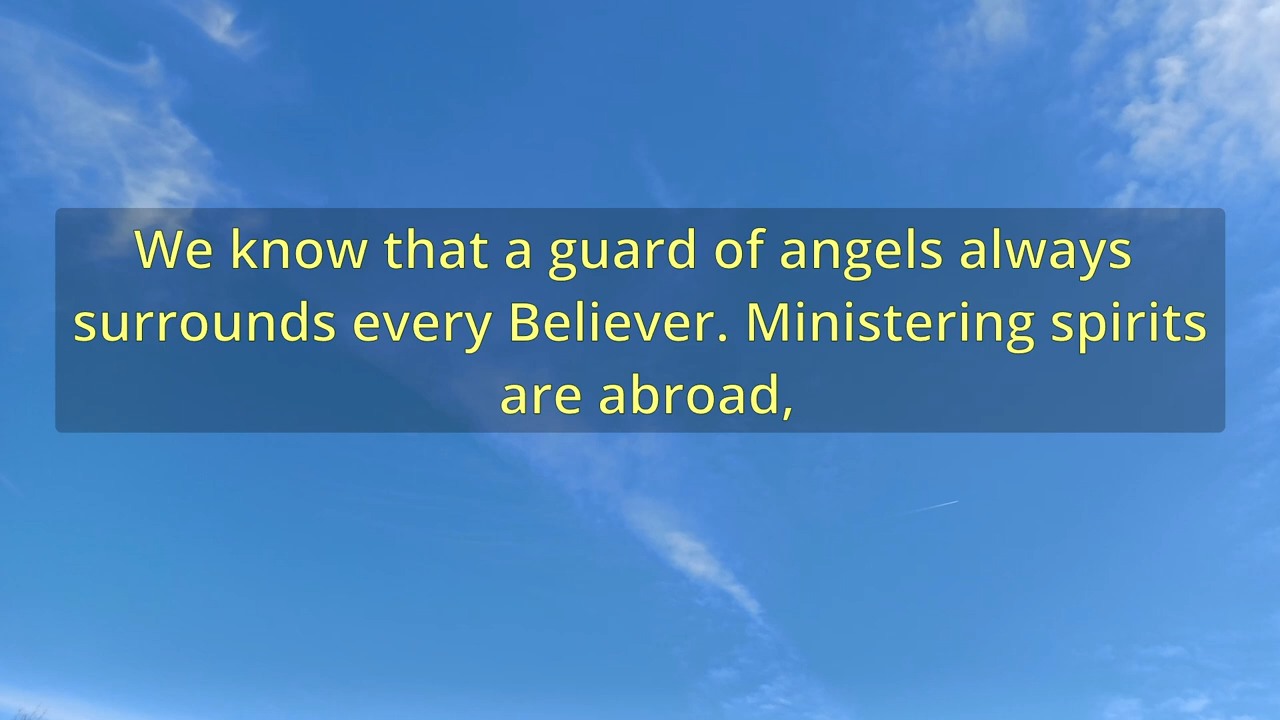 We know that a guard of angels always
surrounds every Believer. Ministering spirits
are abroad,